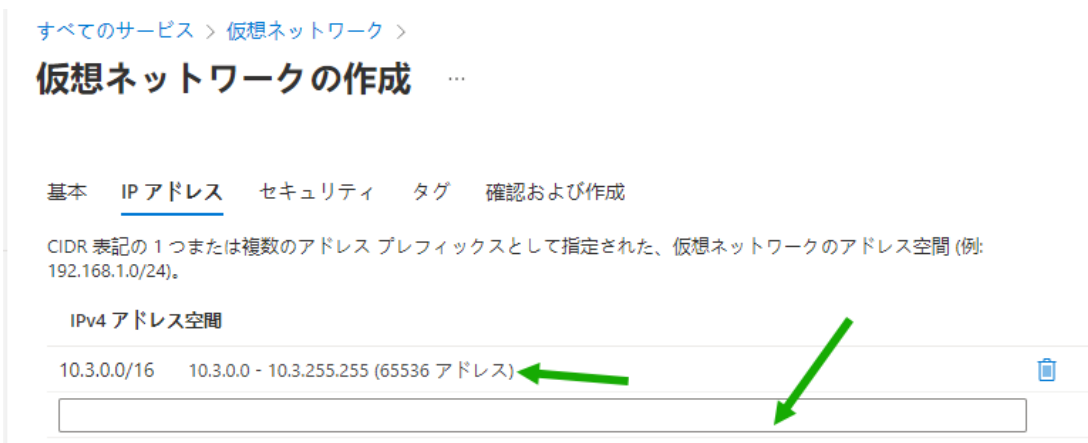 すべてのサービス > 仮想ネットワーク >
仮想ネットワークの作成 …
基本 IP アドレス セキュリティ タグ 確認および作成
CIDR 表記の 1 つまたは複数のアドレス プレフィックスとして指定された、仮想ネットワークのアドレス空間 (例:
192.168.1.0/24)。
IPv4 アドレス空間
10.3.0.0/16 10.3.0.0 - 10.3.255.255 (65536 アドレス)